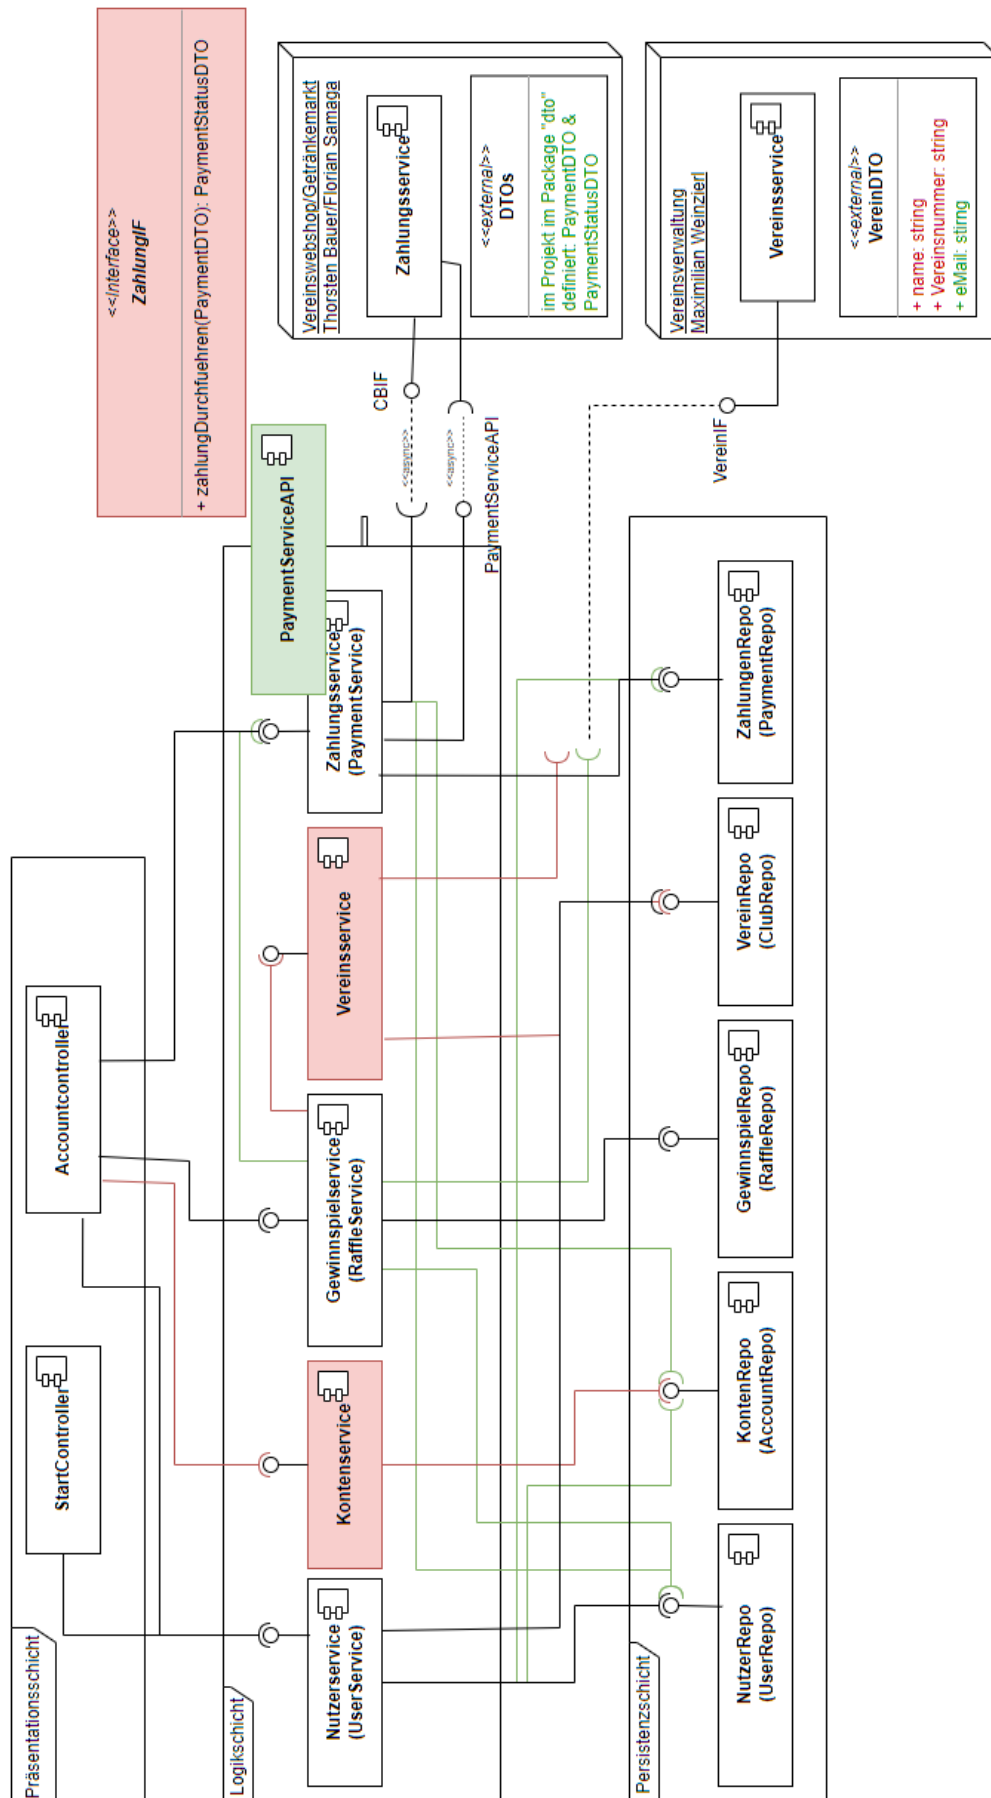 Präsentationsschicht
StartController
Accountcontroller
Logikschicht
Nutzerservice
(UserService)
Kontenservice
Gewinnspielservice
(RaffleService)
Vereinsservice
Zahlungsservice
(PaymentService)
PaymentServiceAPI
Persistenzschicht
NutzerRepo
(UserRepo)
KontenRepo
(AccountRepo)
GewinnspielRepo
(RaffleRepo)
VereinRepo
(ClubRepo)
ZahlungenRepo
(PaymentRepo)
<<Interface>>
ZahlungIF
+ zahlungDurchfuehren(PaymentDTO): PaymentStatusDTO
CBIF
<<async>>
<<async>>
PaymentServiceAPI
VereinIF
Vereinswebshop/Getränkemarkt
Thorsten Bauer/Florian Samaga
Zahlungsservice
<<external>>
DTOs
im Projekt im Package "dto"
definiert: PaymentDTO &
PaymentStatusDTO
Vereinsverwaltung
Maximilian Weinzierl
Vereinsservice
<<external>>
VereinDTO
+ name: string
+ Vereinsnummer: string
+ eMail: stirng